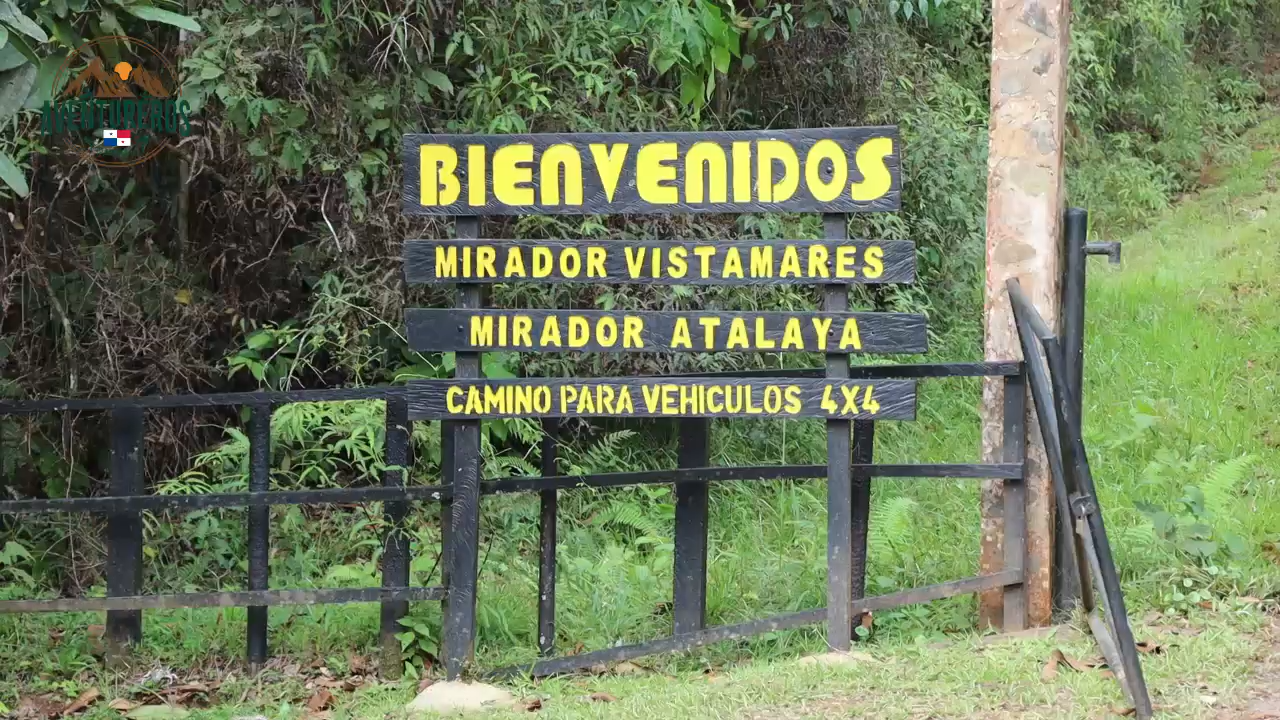 AVENTUREROS
BIENVENIDOS
MIRADOR VISTAMARES
MIRADOR ATALAYA
CAMINO PARA VEHICULOS 4X4